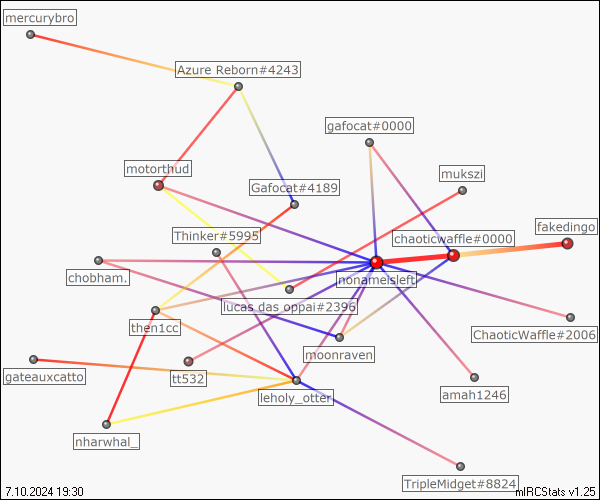 mercurybro
Azure Reborn#4243
gafocat#0000
motorthud
mukszi
Gafocat#4189
fakedingo
Thinker#5995
chaoticwaffle#0000
chobham.
nonameisleft
lucas das oppai#2396
then1cc
ChaoticWaffle#2006
moonraven
gateauxcatto
tt532
amah1246
leholy_otter
nharwhal_
TripleMidget#8824
7.10.2024 19:30
mIRCStats v1.25